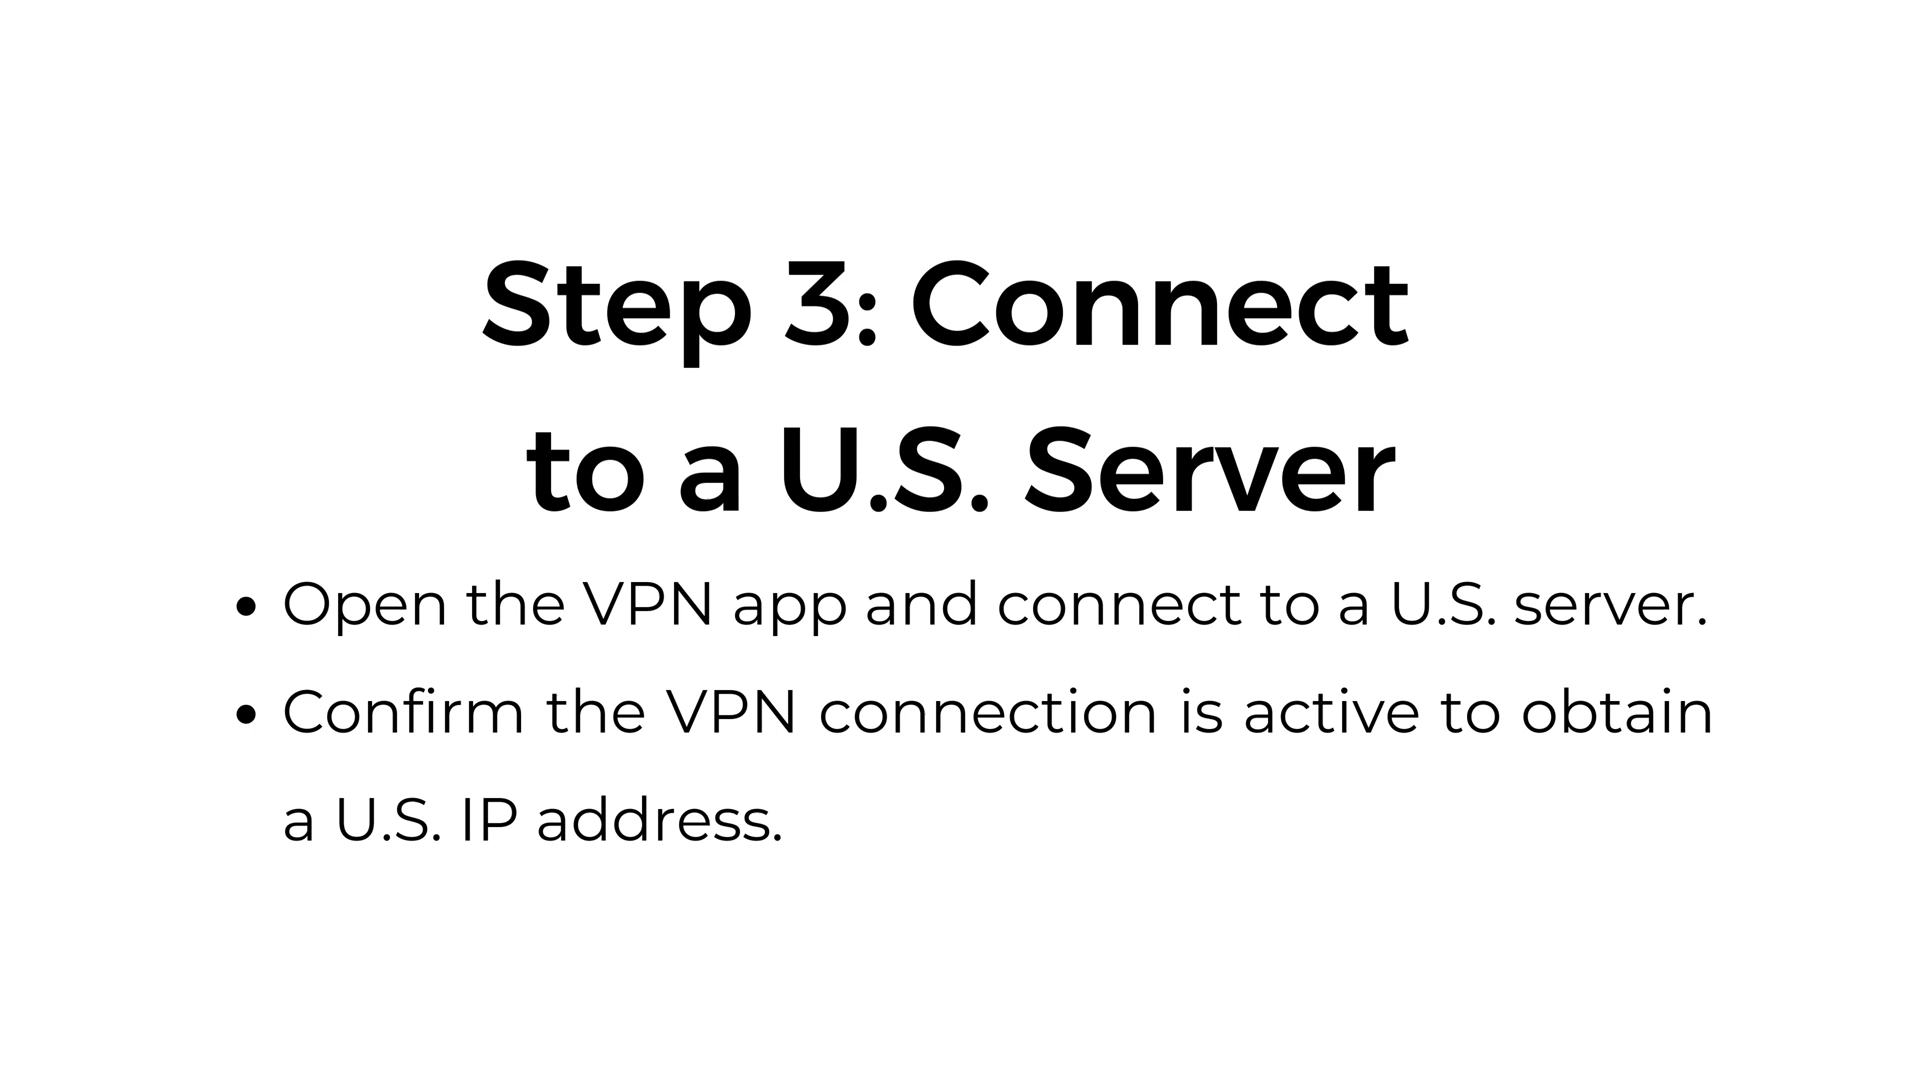 Step 3: Connect
to a U.S. Server
• Open the VPN app and connect to a U.S. server.
• Confirm the VPN connection is active to obtain
a U.S. IP address.